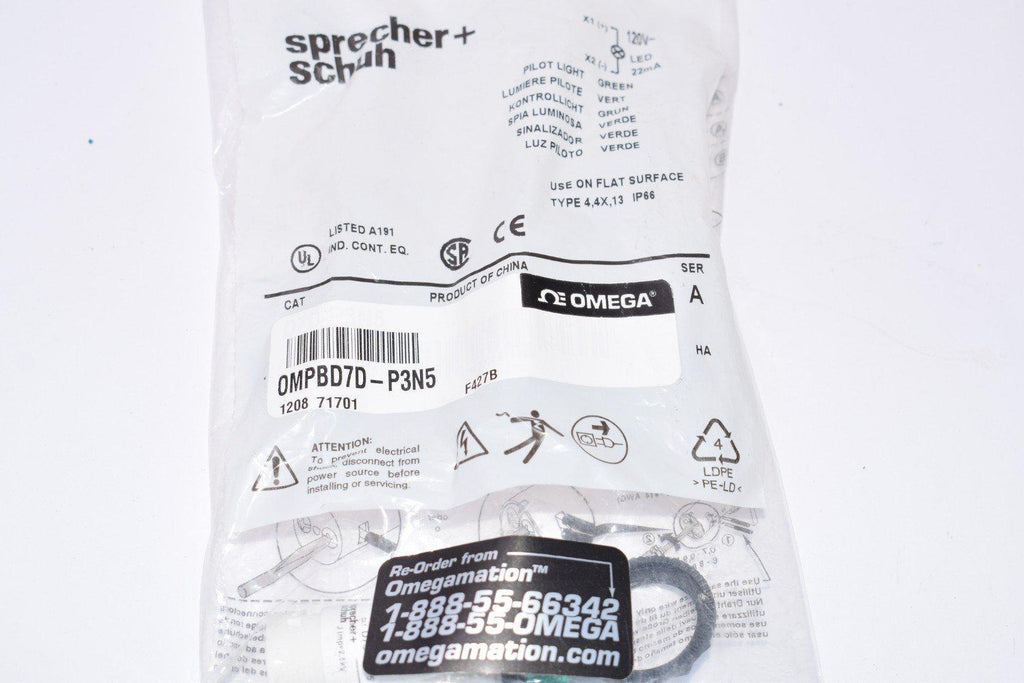 sprecher+
schuh
X1 (+)
X2 (-)
120V~
LED
22mA
PILOT LIGHT GREEN
LUMIERE PILOTE VERT
KONTROLLICHT GRUN
SPIA LUMINOSA VERDE
SINALIZADOR VERDE
LUZ PILOTO VERDE
USE ON FLAT SURFACE
TYPE 4,4X,13 IP66
UL
LISTED A191
IND. CONT. EQ.
SA
CE
CAT
PRODUCT OF CHINA
SER
A
OMEGA®
HA
OMPBD7D-P3N5
F427B
1208 71701
ATTENTION:
To prevent electrical
shock, disconnect from
power source before
installing or servicing.
4
LDPE
>PE-LD<
Re-Order from
Omegamation™
1-888-55-66342
1-888-55-OMEGA
omegamation.com